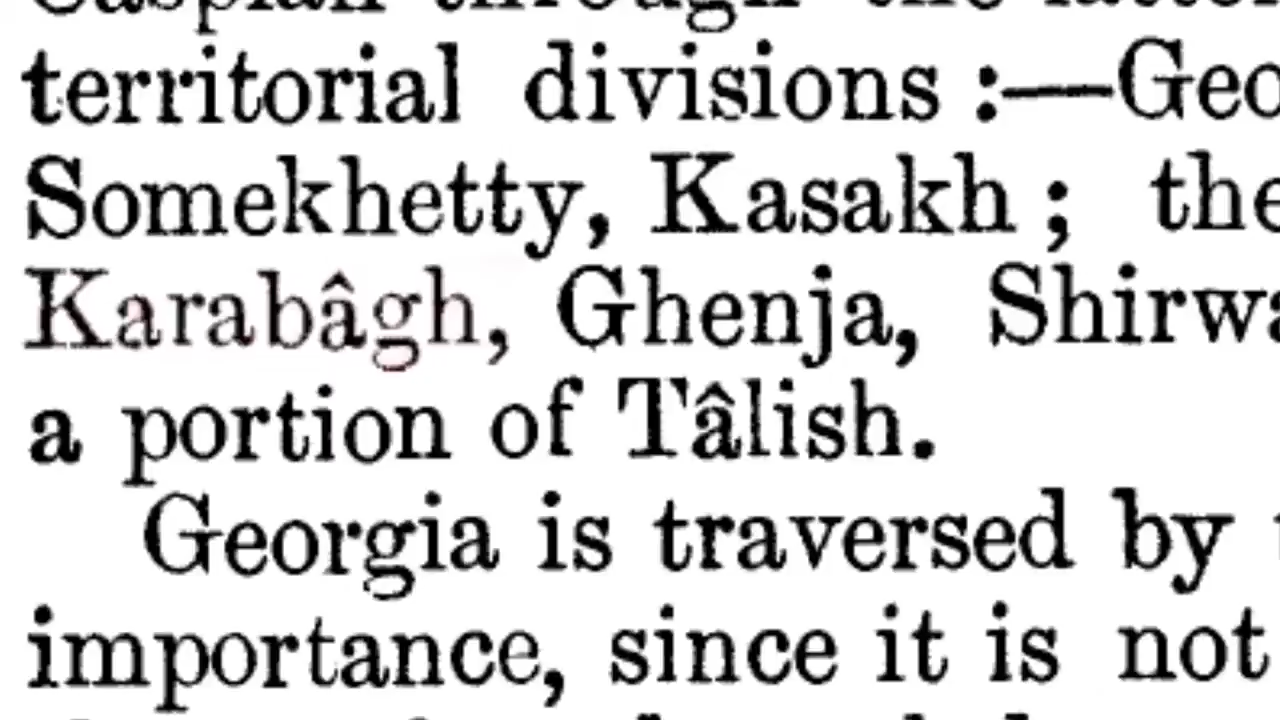 territorial divisions :—Geo
Somekhetty, Kasakh ; the
Karabâgh, Ghenja, Shirwa
a portion of Tâlish.
Georgia is traversed by
importance, since it is not